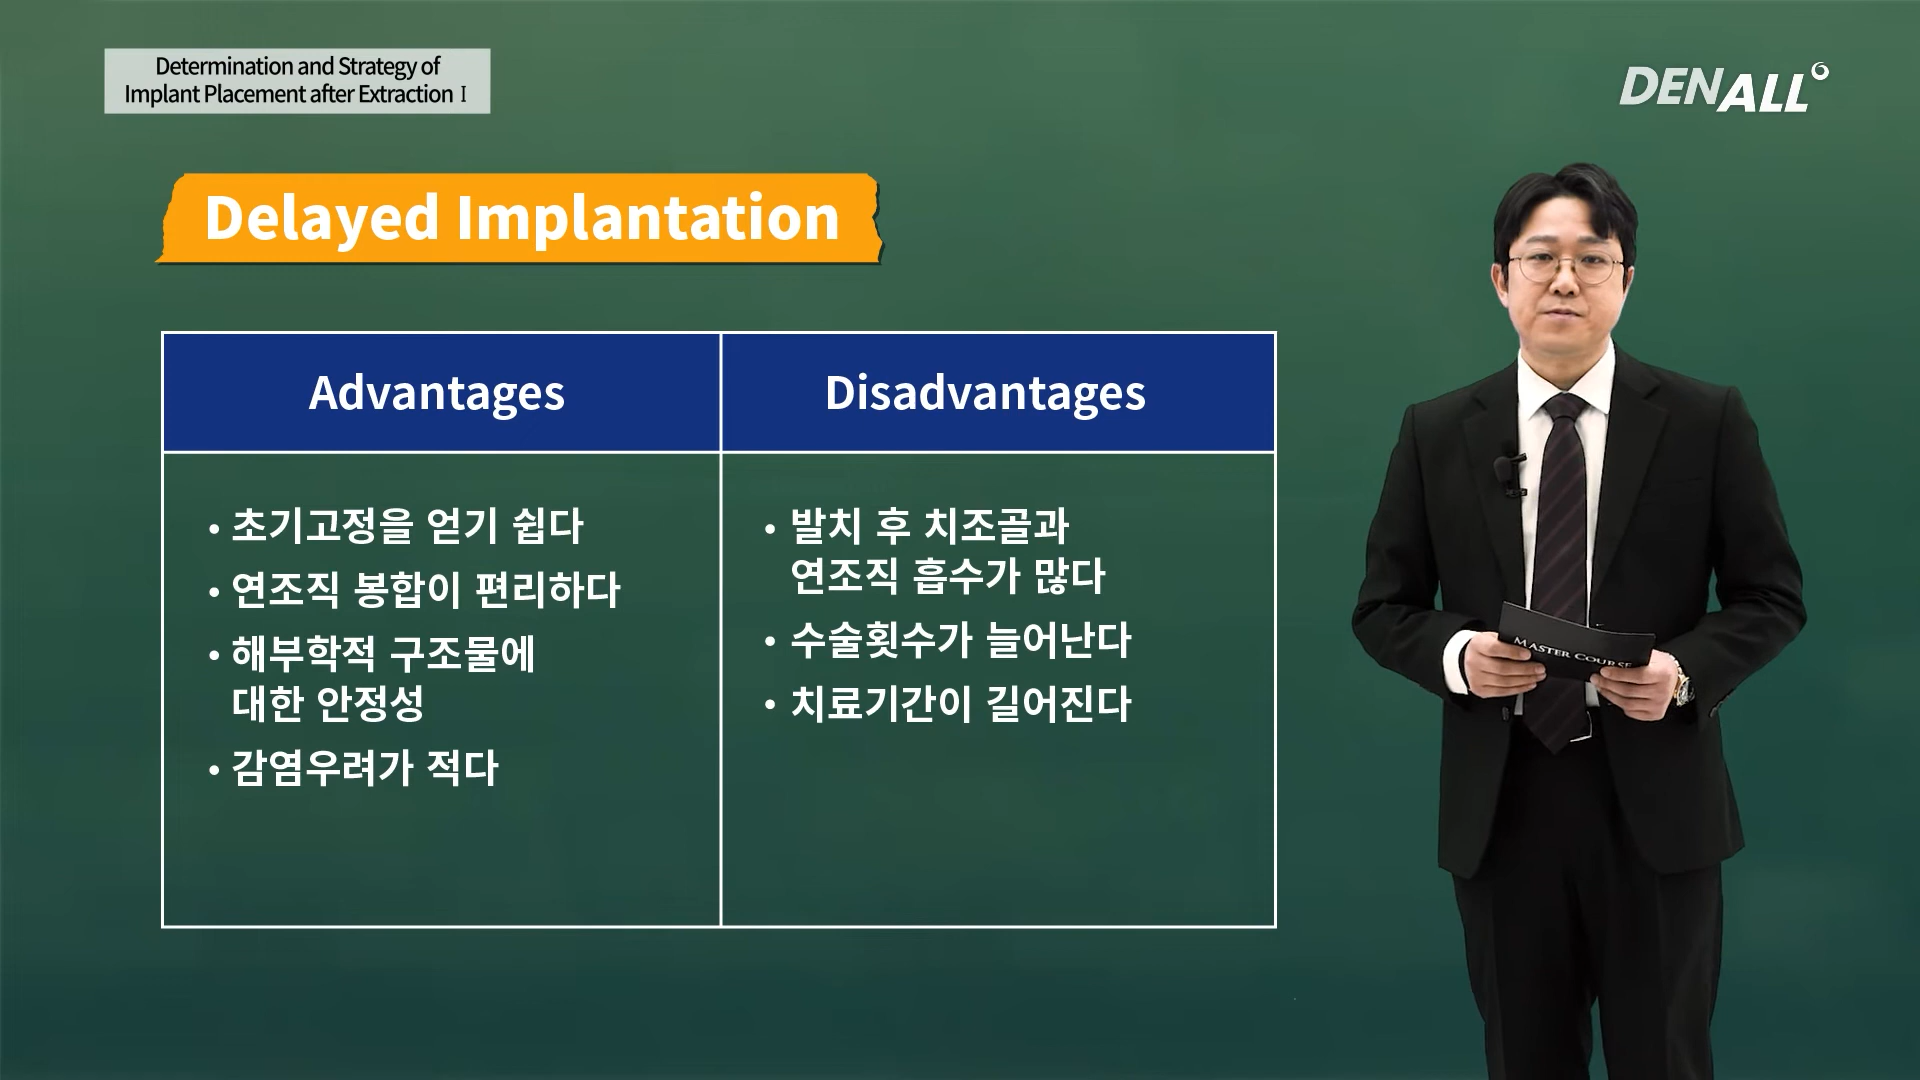 Determination and Strategy of
Implant Placement after Extraction Ⅰ
DENALL
Delayed Implantation
Advantages
Disadvantages
• 초기고정을 얻기 쉽다
• 연조직 봉합이 편리하다
• 해부학적 구조물에
대한 안정성
• 감염우려가 적다
• 발치 후 치조골과
연조직 흡수가 많다
• 수술횟수가 늘어난다
• 치료기간이 길어진다
MASTER COURSE